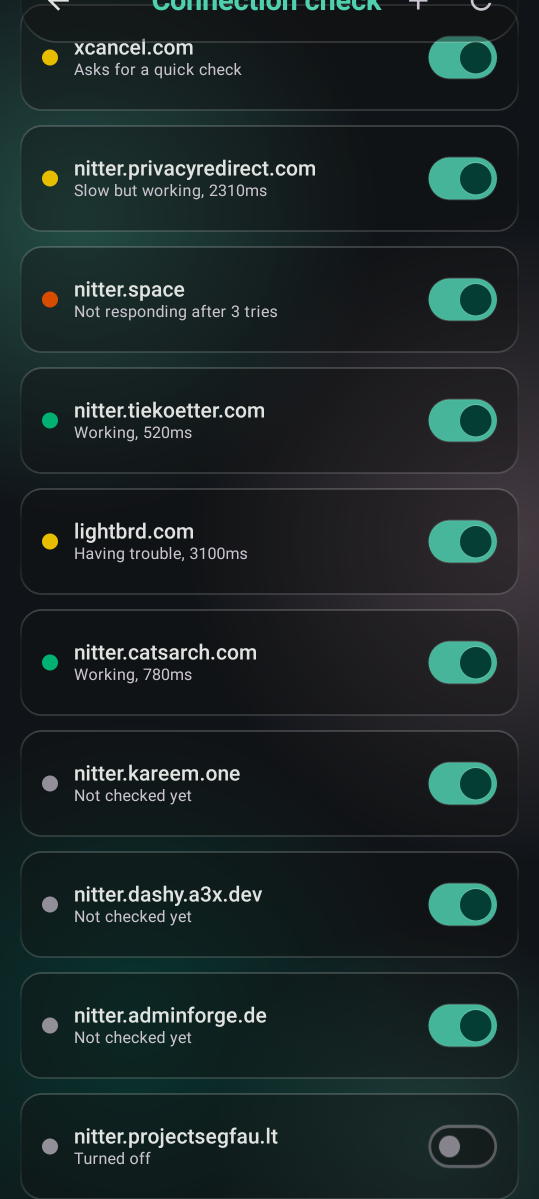 Connection check
xcancel.com
Asks for a quick check
nitter.privacyredirect.com
Slow but working, 2310ms
nitter.space
Not responding after 3 tries
nitter.tiekoetter.com
Working, 520ms
lightbrd.com
Having trouble, 3100ms
nitter.catsarch.com
Working, 780ms
nitter.kareem.one
Not checked yet
nitter.dashy.a3x.dev
Not checked yet
nitter.adminforge.de
Not checked yet
nitter.projectsegfau.lt
Turned off